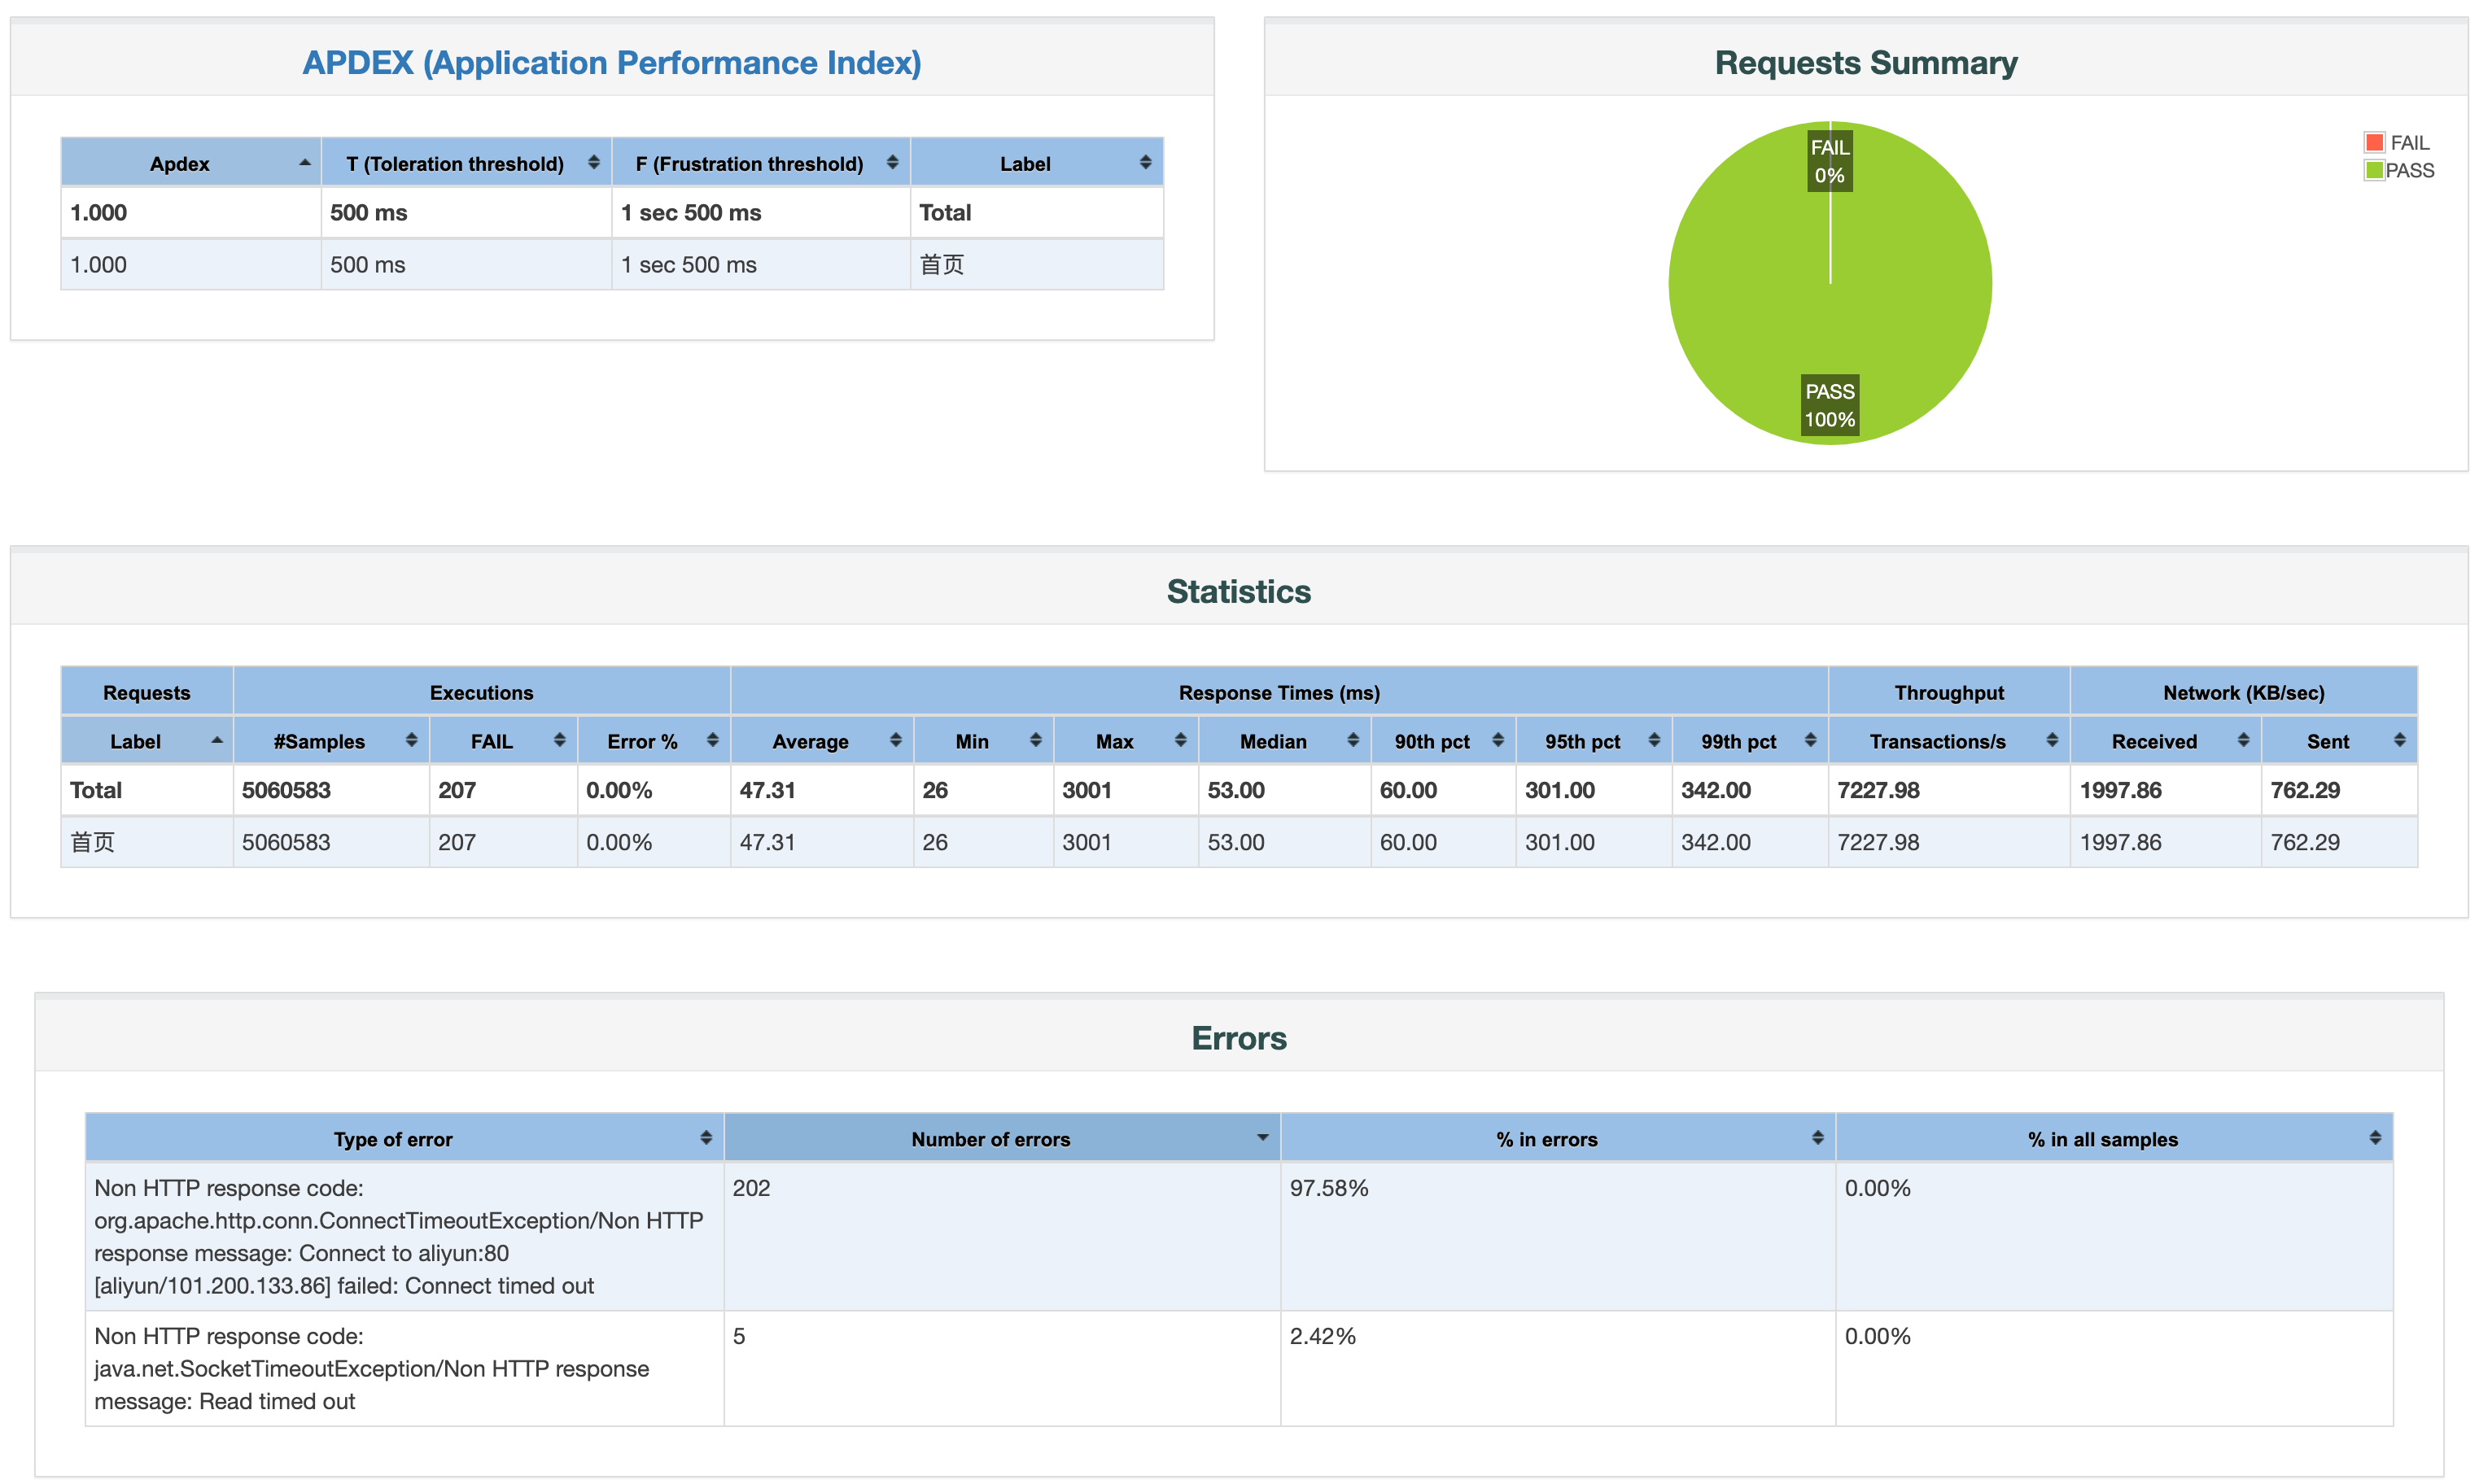 APDEX (Application Performance Index)
Apdex T (Toleration threshold) F (Frustration threshold) Label
1.000 500 ms 1 sec 500 ms Total
1.000 500 ms 1 sec 500 ms 首页
Requests Summary
FAIL
0%
PASS
100%
FAIL
PASS
Statistics
Requests Executions Response Times (ms) Throughput Network (KB/sec)
Label #Samples FAIL Error % Average Min Max Median 90th pct 95th pct 99th pct Transactions/s Received Sent
Total 5060583 207 0.00% 47.31 26 3001 53.00 60.00 301.00 342.00 7227.98 1997.86 762.29
首页 5060583 207 0.00% 47.31 26 3001 53.00 60.00 301.00 342.00 7227.98 1997.86 762.29
Errors
Type of error Number of errors % in errors % in all samples
Non HTTP response code: 202 97.58% 0.00%
org.apache.http.conn.ConnectTimeoutException/Non HTTP
response message: Connect to aliyun:80
[aliyun/101.200.133.86] failed: Connect timed out
Non HTTP response code: 5 2.42% 0.00%
java.net.SocketTimeoutException/Non HTTP response
message: Read timed out